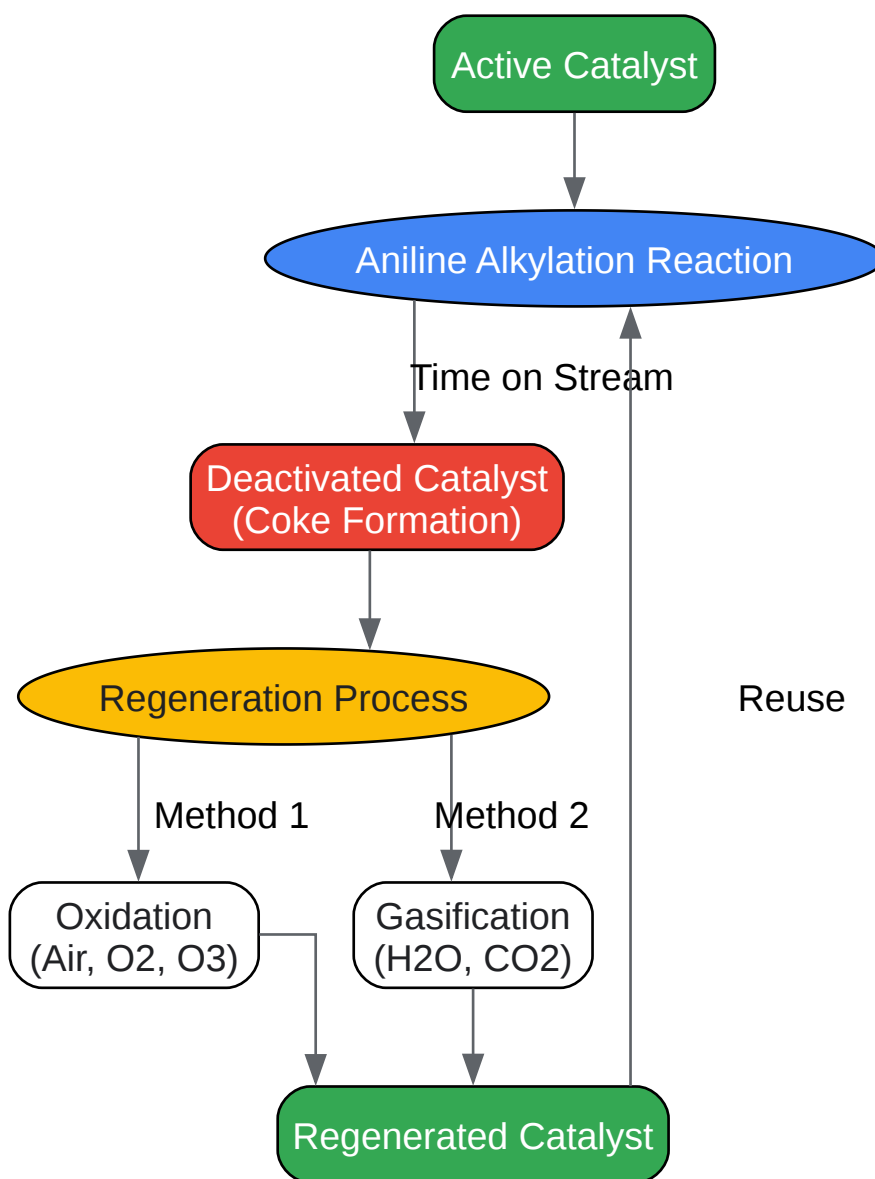 Active Catalyst
Aniline Alkylation Reaction
Time on Stream
Deactivated Catalyst
(Coke Formation)
Regeneration Process
Reuse
Method 1
Method 2
Oxidation
(Air, O2, O3)
Gasification
(H2O, CO2)
Regenerated Catalyst